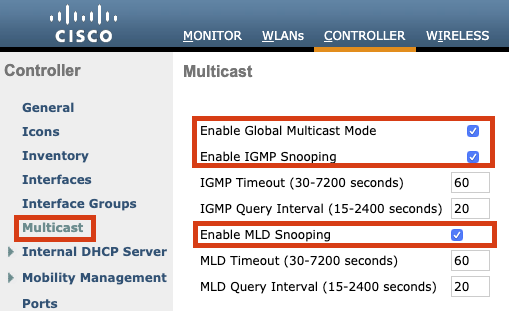 CISCO
MONITOR WLANs CONTROLLER WIRELESS
Controller
General
Icons
Inventory
Interfaces
Interface Groups
Multicast
Internal DHCP Server
Mobility Management
Ports
Multicast
Enable Global Multicast Mode
Enable IGMP Snooping
IGMP Timeout (30-7200 seconds) 60
IGMP Query Interval (15-2400 seconds) 20
Enable MLD Snooping
MLD Timeout (30-7200 seconds) 60
MLD Query Interval (15-2400 seconds) 20